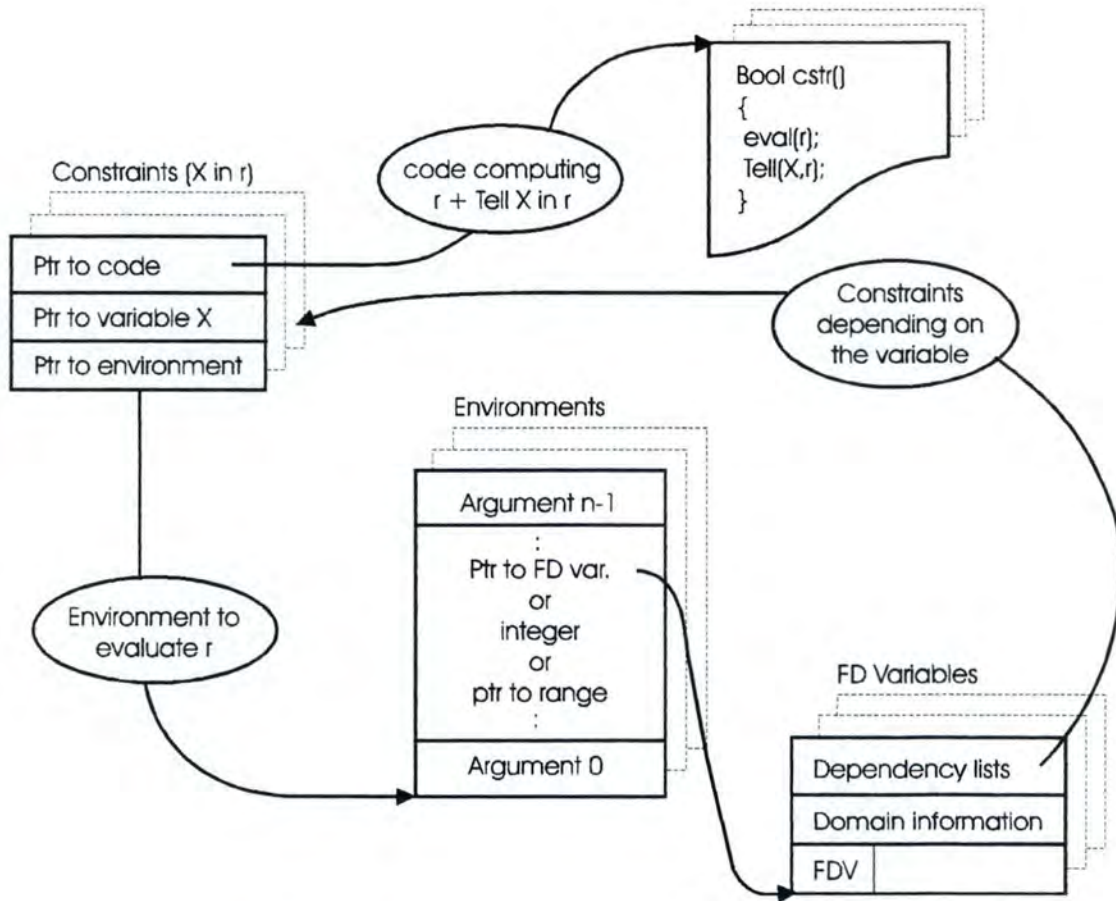 Bool cstr()
{
eval(r);
Tell(X,r);
}
code computing
r + Tell X in r
Constraints (X in r)
Ptr to code
Ptr to variable X
Ptr to environment
Constraints
depending on
the variable
Environments
Argument n-1
⋮
Ptr to FD var.
or
integer
or
ptr to range
⋮
Argument 0
Environment to
evaluate r
FD Variables
Dependency lists
Domain information
FDV